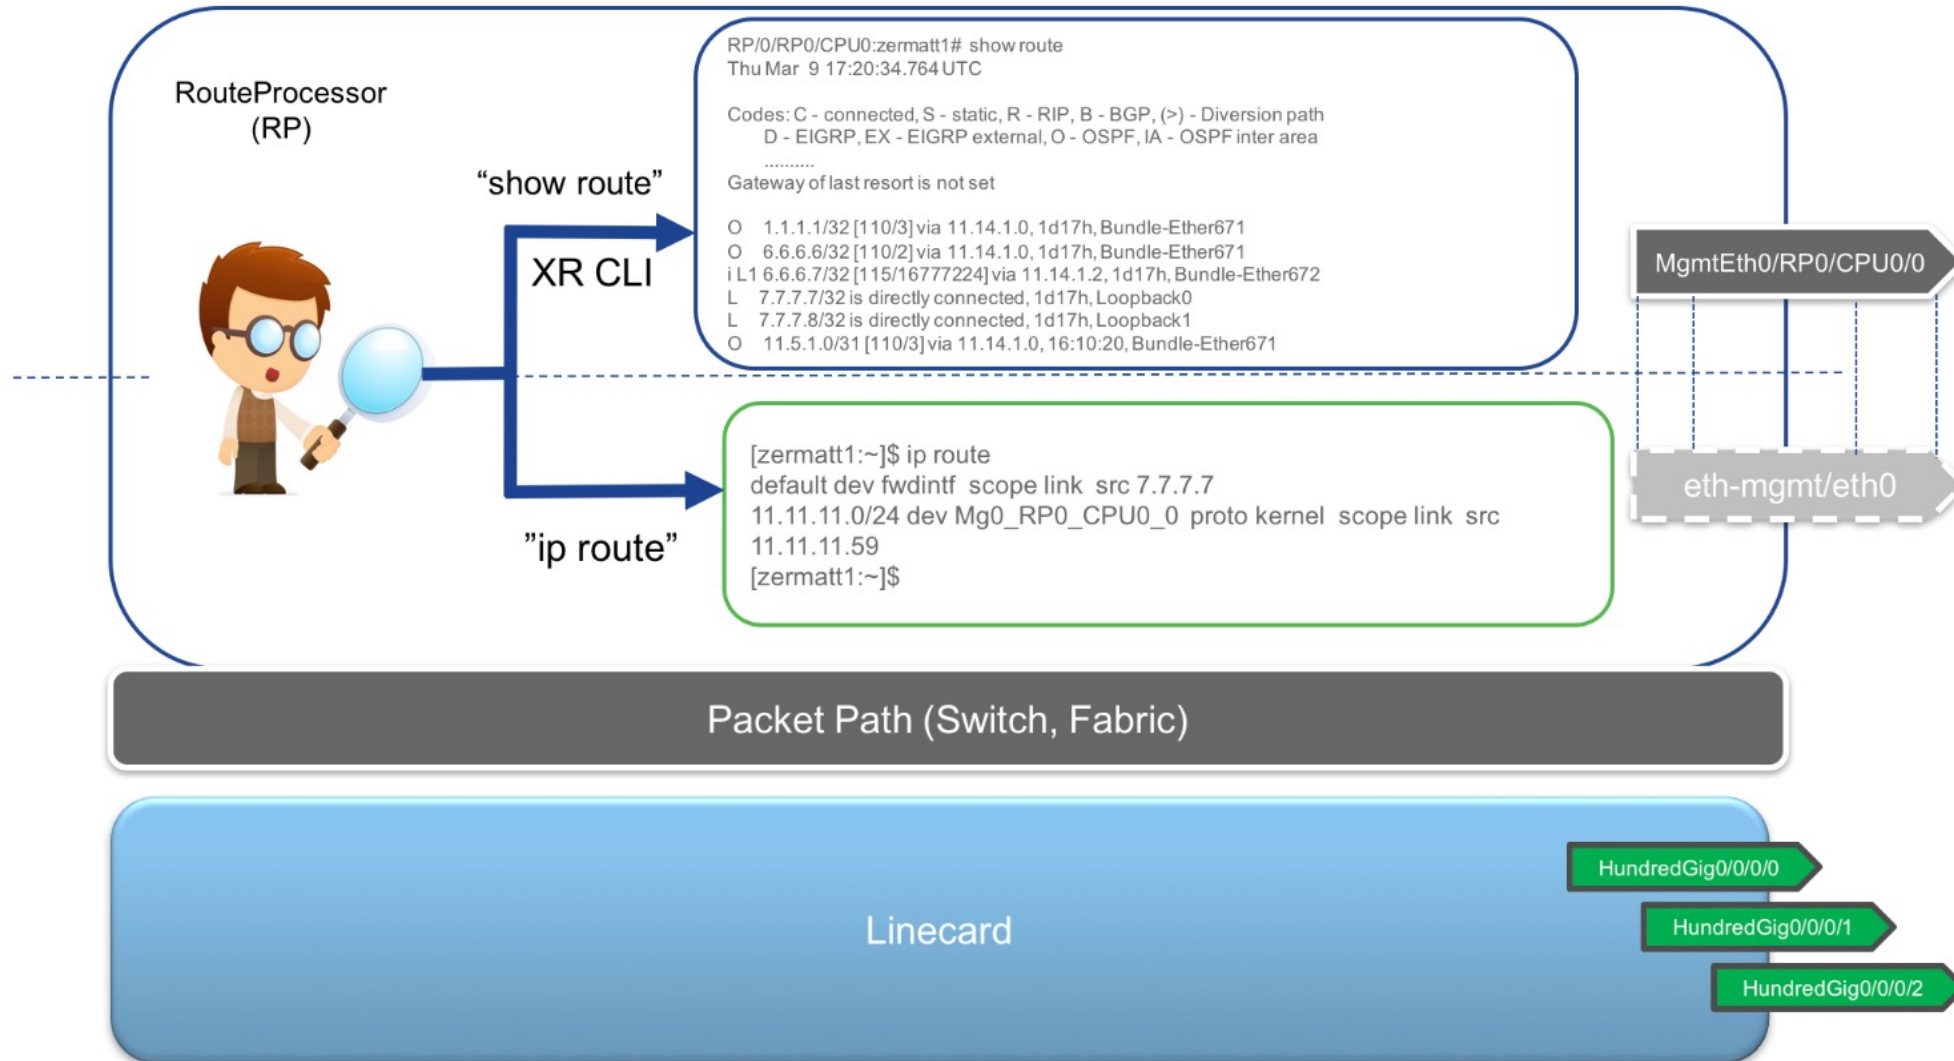 RouteProcessor
(RP)
"show route"
XR CLI
RP/0/RP0/CPU0:zermatt1# show route
Thu Mar 9 17:20:34.764 UTC
Codes: C - connected, S - static, R - RIP, B - BGP, (>) - Diversion path
D - EIGRP, EX - EIGRP external, O - OSPF, IA - OSPF inter area
..........
Gateway of last resort is not set
O 1.1.1.1/32 [110/3] via 11.14.1.0, 1d17h, Bundle-Ether671
O 6.6.6.6/32 [110/2] via 11.14.1.0, 1d17h, Bundle-Ether671
i L1 6.6.6.7/32 [115/16777224] via 11.14.1.2, 1d17h, Bundle-Ether672
L 7.7.7.7/32 is directly connected, 1d17h, Loopback0
L 7.7.7.8/32 is directly connected, 1d17h, Loopback1
O 11.5.1.0/31 [110/3] via 11.14.1.0, 16:10:20, Bundle-Ether671
MgmtEth0/RP0/CPU0/0
"ip route"
[zermatt1:~]$ ip route
default dev fwdintf scope link src 7.7.7.7
11.11.11.0/24 dev Mg0_RP0_CPU0_0 proto kernel scope link src
11.11.11.59
[zermatt1:~]$
eth-mgmt/eth0
Packet Path (Switch, Fabric)
Linecard
HundredGig0/0/0/0
HundredGig0/0/0/1
HundredGig0/0/0/2